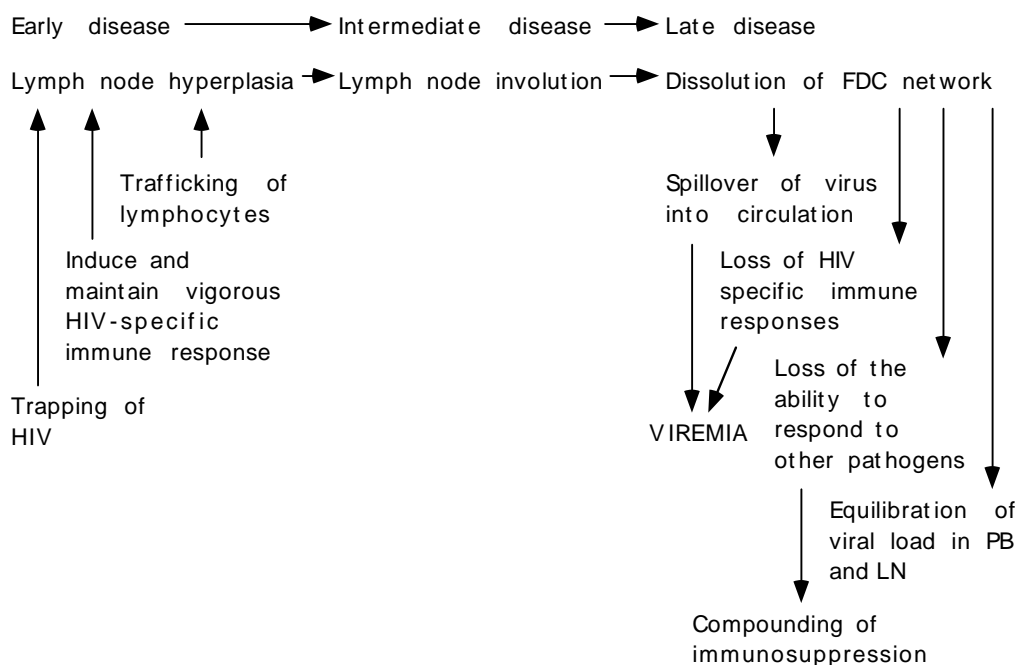 Early disease Intermediate disease Late disease
Lymph node hyperplasia Lymph node involution Dissolution of FDC network
Trafficking of
lymphocytes
Induce and
maintain vigorous
HIV-specific
immune response
Trapping of
HIV
Spillover of virus
into circulation
Loss of HIV
specific immune
responses
VIREMIA
Loss of the
ability to
respond to
other pathogens
Equilibration of
viral load in PB
and LN
Compounding of
immunosuppression